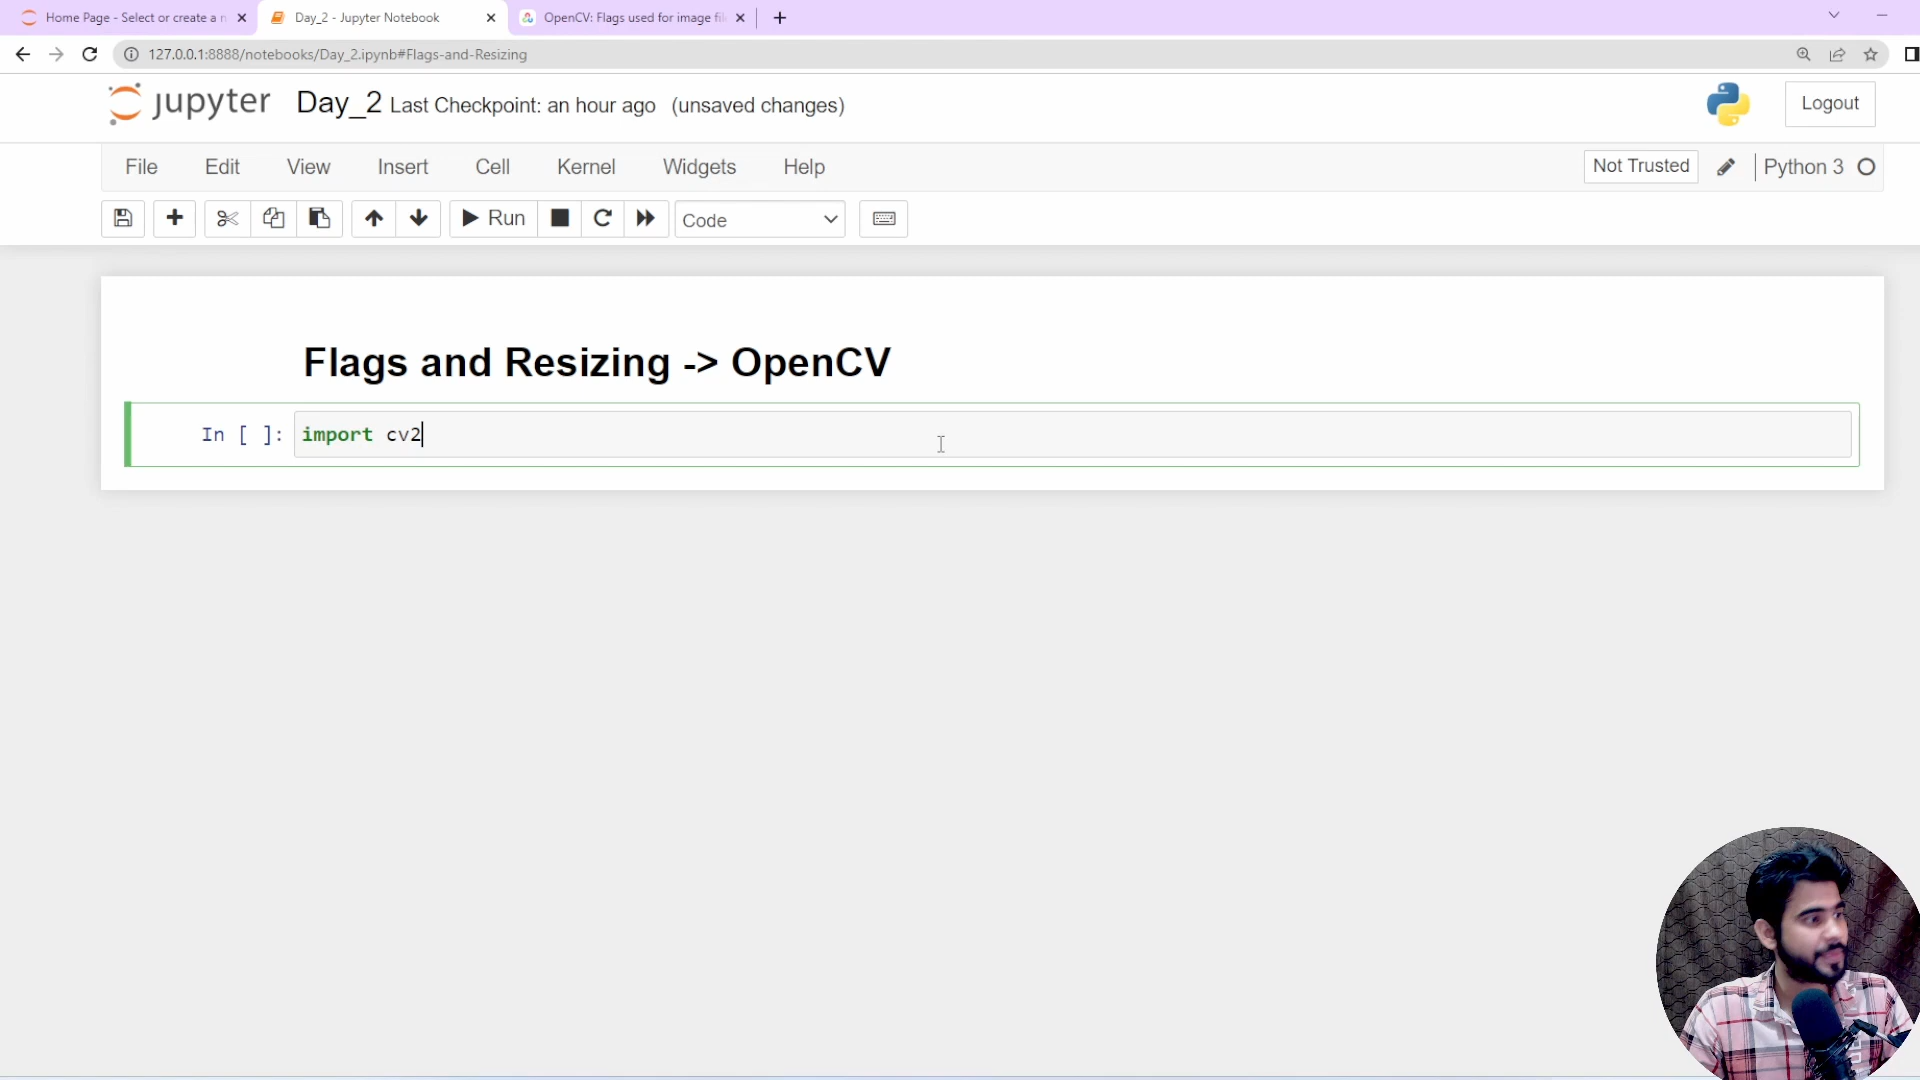 Home Page - Select or create a n
Day_2 - Jupyter Notebook
OpenCV: Flags used for image fil
127.0.0.1:8888/notebooks/Day_2.ipynb#Flags-and-Resizing
jupyter Day_2 Last Checkpoint: an hour ago (unsaved changes)
Logout
File Edit View Insert Cell Kernel Widgets Help
Not Trusted
Python 3
Run
Code
Flags and Resizing -> OpenCV
In [ ]: import cv2